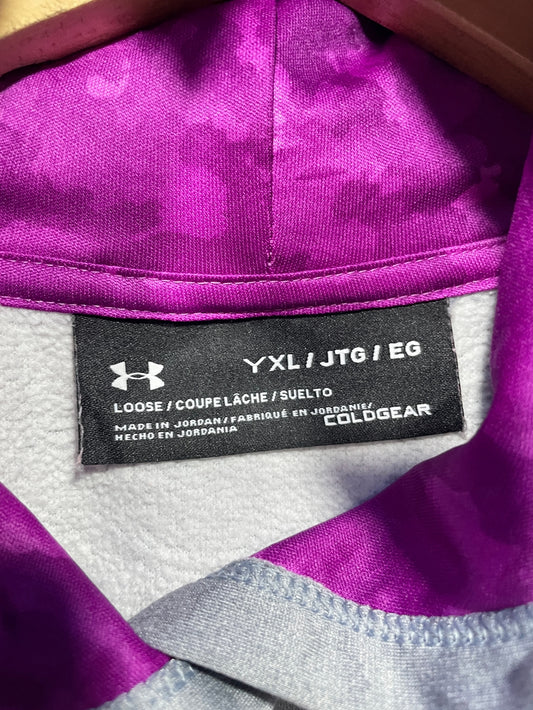 YXL / JTG / EG
LOOSE / COUPE LÂCHE / SUELTO
MADE IN JORDAN / FABRIQUÉ EN JORDANIE/
HECHO EN JORDANIA
COLDGEAR